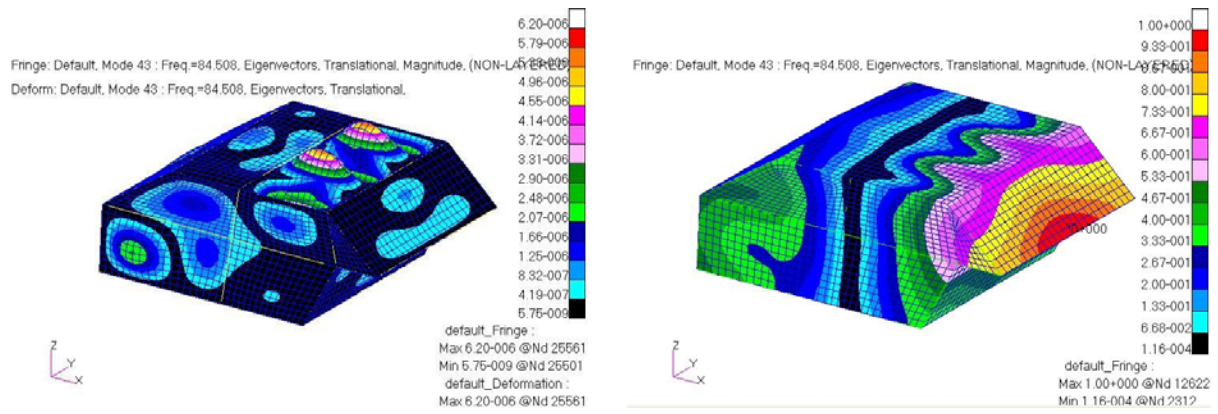 6.20-006
5.79-006
Fringe: Default, Mode 43 : Freq.=84.508, Eigenvectors, Translational, Magnitude, (NON-LAYERED)
4.96-006
Deform: Default, Mode 43 : Freq.=84.508, Eigenvectors, Translational,
4.55-006
4.14-006
3.72-006
3.31-006
2.90-006
2.48-006
2.07-006
1.66-006
1.25-006
8.32-007
4.19-007
5.75-009
default_Fringe :
Max 6.20-006 @Nd 25561
Min 5.75-009 @Nd 25501
default_Deformation :
Max 6.20-006 @Nd 25561
Z
Y
X
1.00+000
9.33-001
Fringe: Default, Mode 43 : Freq.=84.508, Eigenvectors, Translational, Magnitude, (NON-LAYERED)
8.00-001
7.33-001
6.67-001
6.00-001
5.33-001
4.67-001
4.00-001
3.33-001
2.67-001
2.00-001
1.33-001
6.68-002
1.16-004
default_Fringe :
Max 1.00+000 @Nd 12622
Min 1.16-004 @Nd 2312
Z
Y
X